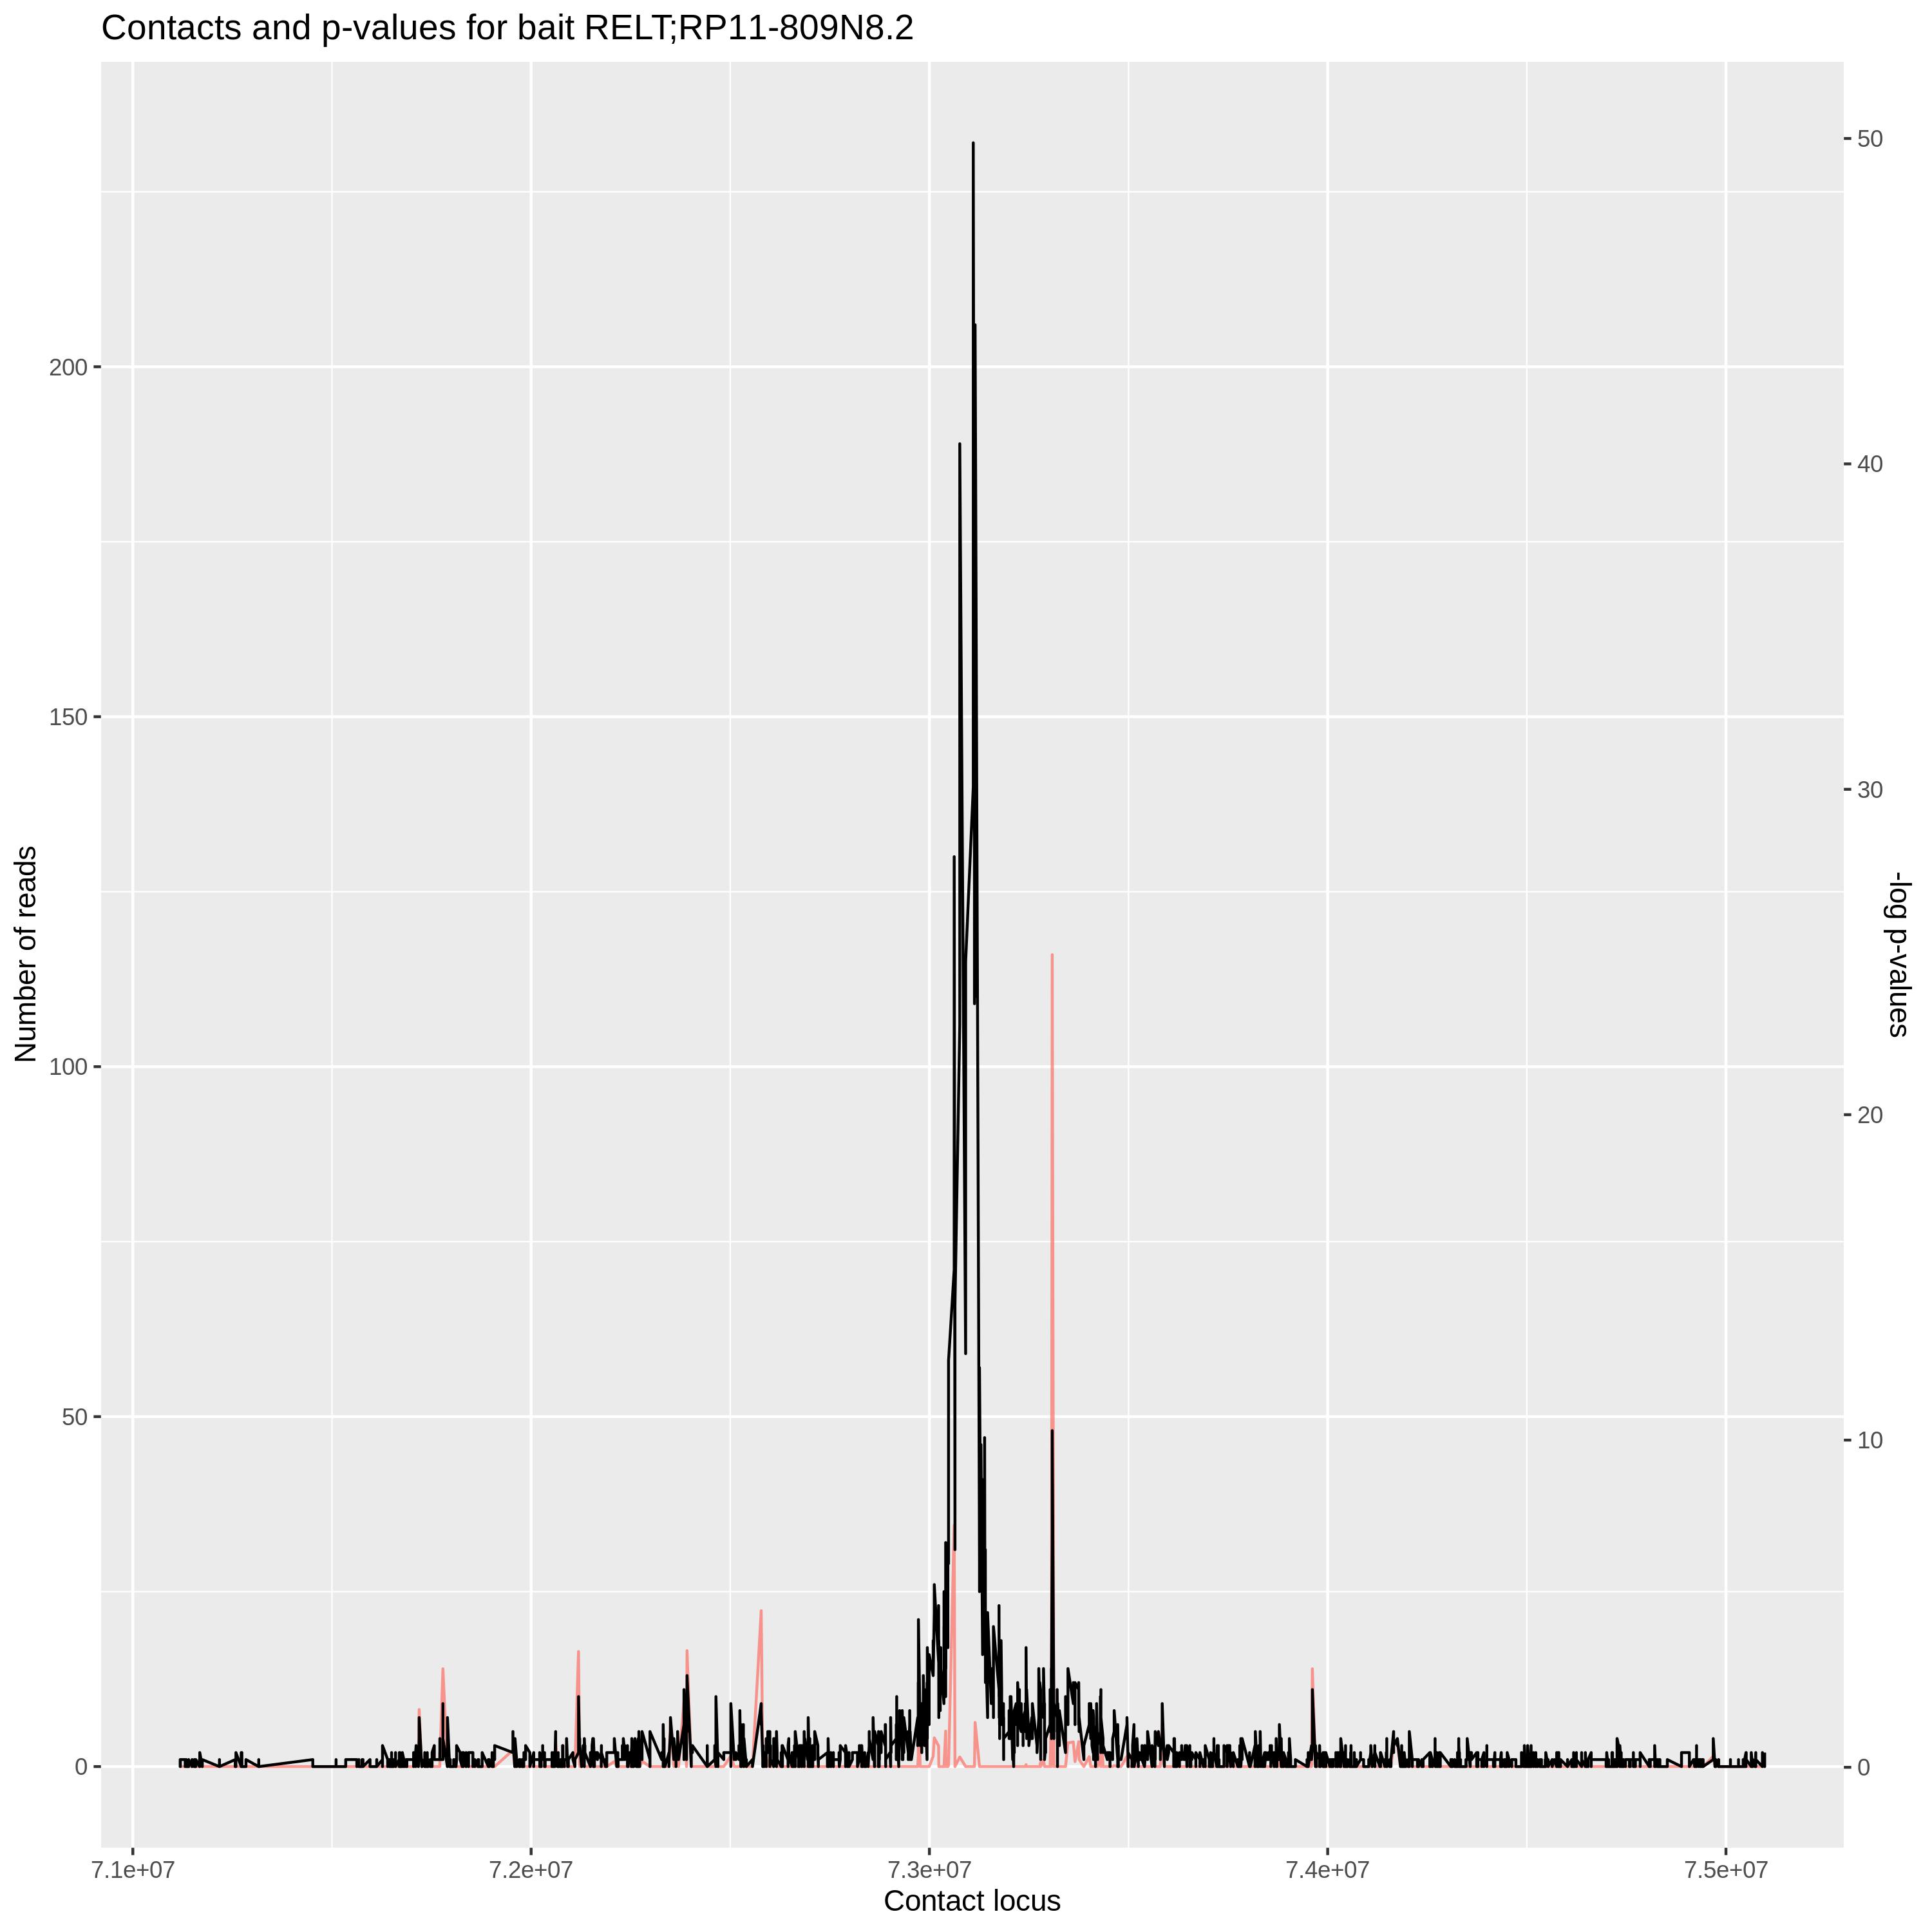 Contacts and p-values for bait RELT;RP11-809N8.2
Number of reads
200
150
100
50
0
50
40
30
20
10
0
-log p-values
7.1e+07 7.2e+07 7.3e+07 7.4e+07 7.5e+07
Contact locus